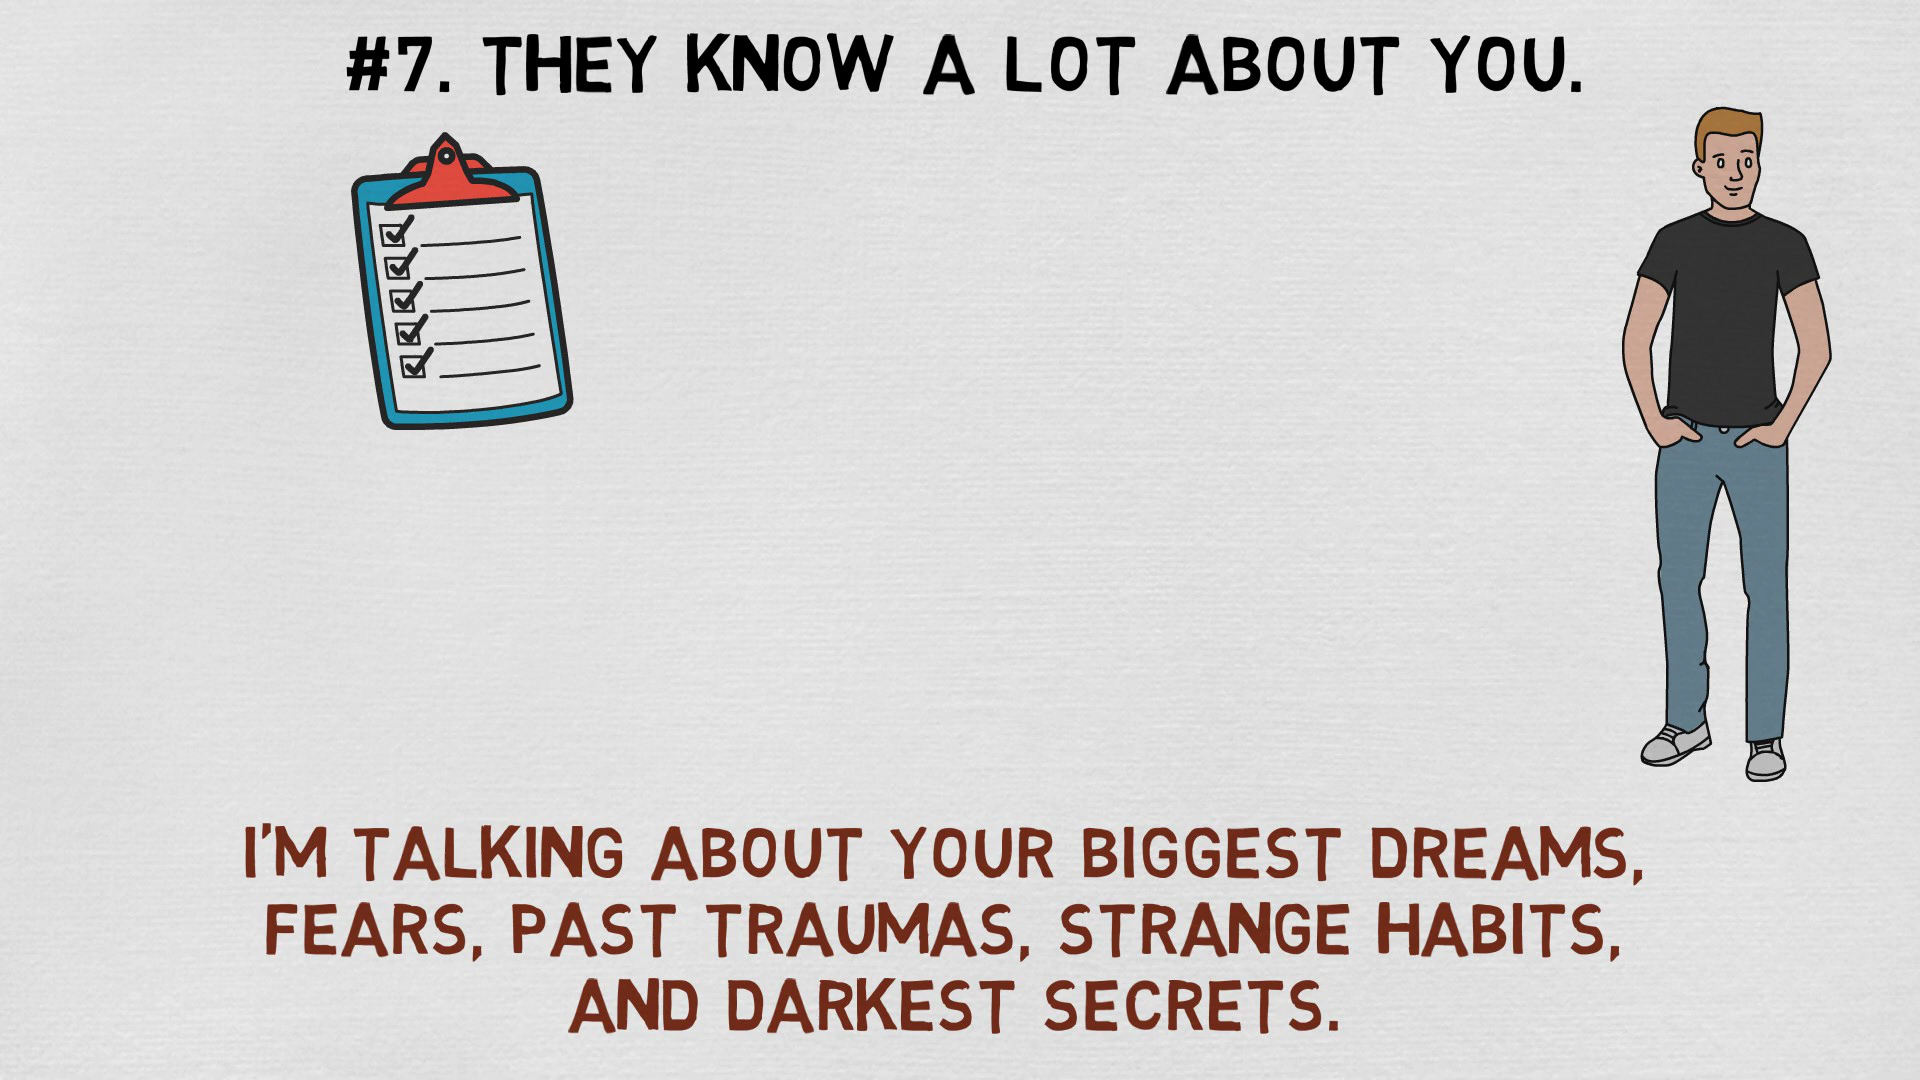 #7. THEY KNOW A LOT ABOUT YOU.
I'M TALKING ABOUT YOUR BIGGEST DREAMS,
FEARS, PAST TRAUMAS, STRANGE HABITS,
AND DARKEST SECRETS.